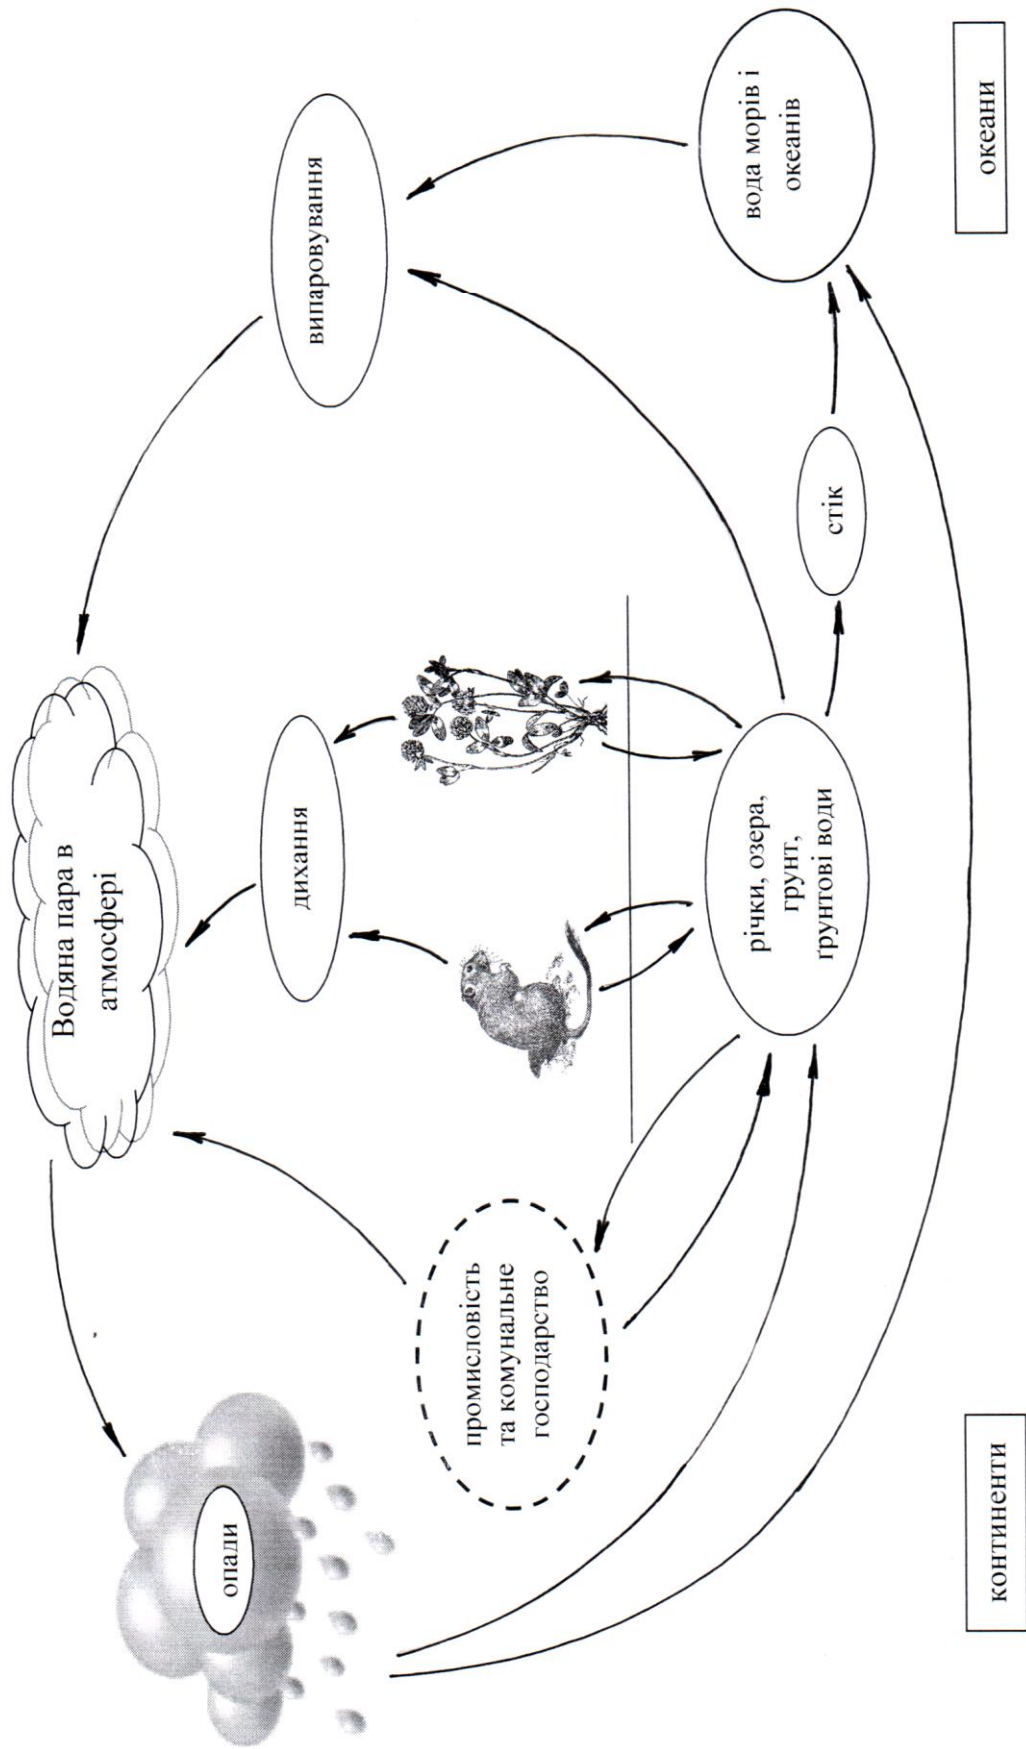 Водяна пара в
атмосфері
опади
випаровування
дихання
промисловість
та комунальне
господарство
річки, озера,
грунт,
ґрунтові води
стік
вода морів і
океанів
континенти
океани